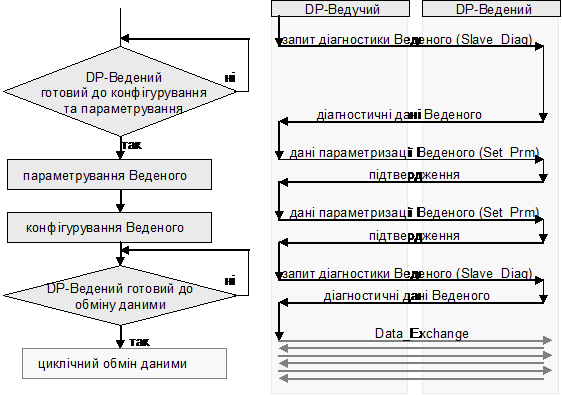 DP-Ведений
готовий до конфігурування
та параметрування
ні
так
параметрування Веденого
конфігурування Веденого
DP-Ведений готовий до
обміну даними
ні
так
циклічний обмін даними
DP-Ведучий
DP-Ведений
запит діагностики Веденого (Slave_Diag)
діагностичні дані Веденого
дані параметризації Веденого (Set_Prm)
підтвердження
дані параметризації Веденого (Set_Prm)
підтвердження
запит діагностики Веденого (Slave_Diag)
діагностичні дані Веденого
Data_Exchange